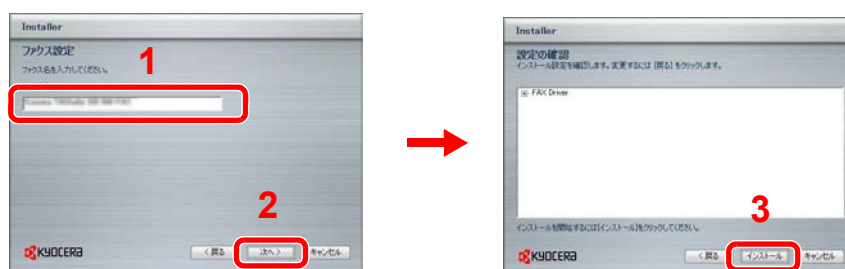 Installer
ファクス設定
ファクス名を入力してください。
1
2
KYOCERA
<戻る
次へ>
キャンセル
Installer
設定の確認
インストール設定を確認します。変更するには [戻る] をクリックします。
FAX Driver
3
インストールを開始するには[インストール]をクリックしてください。
KYOCERA
<戻る
インストール
キャンセル